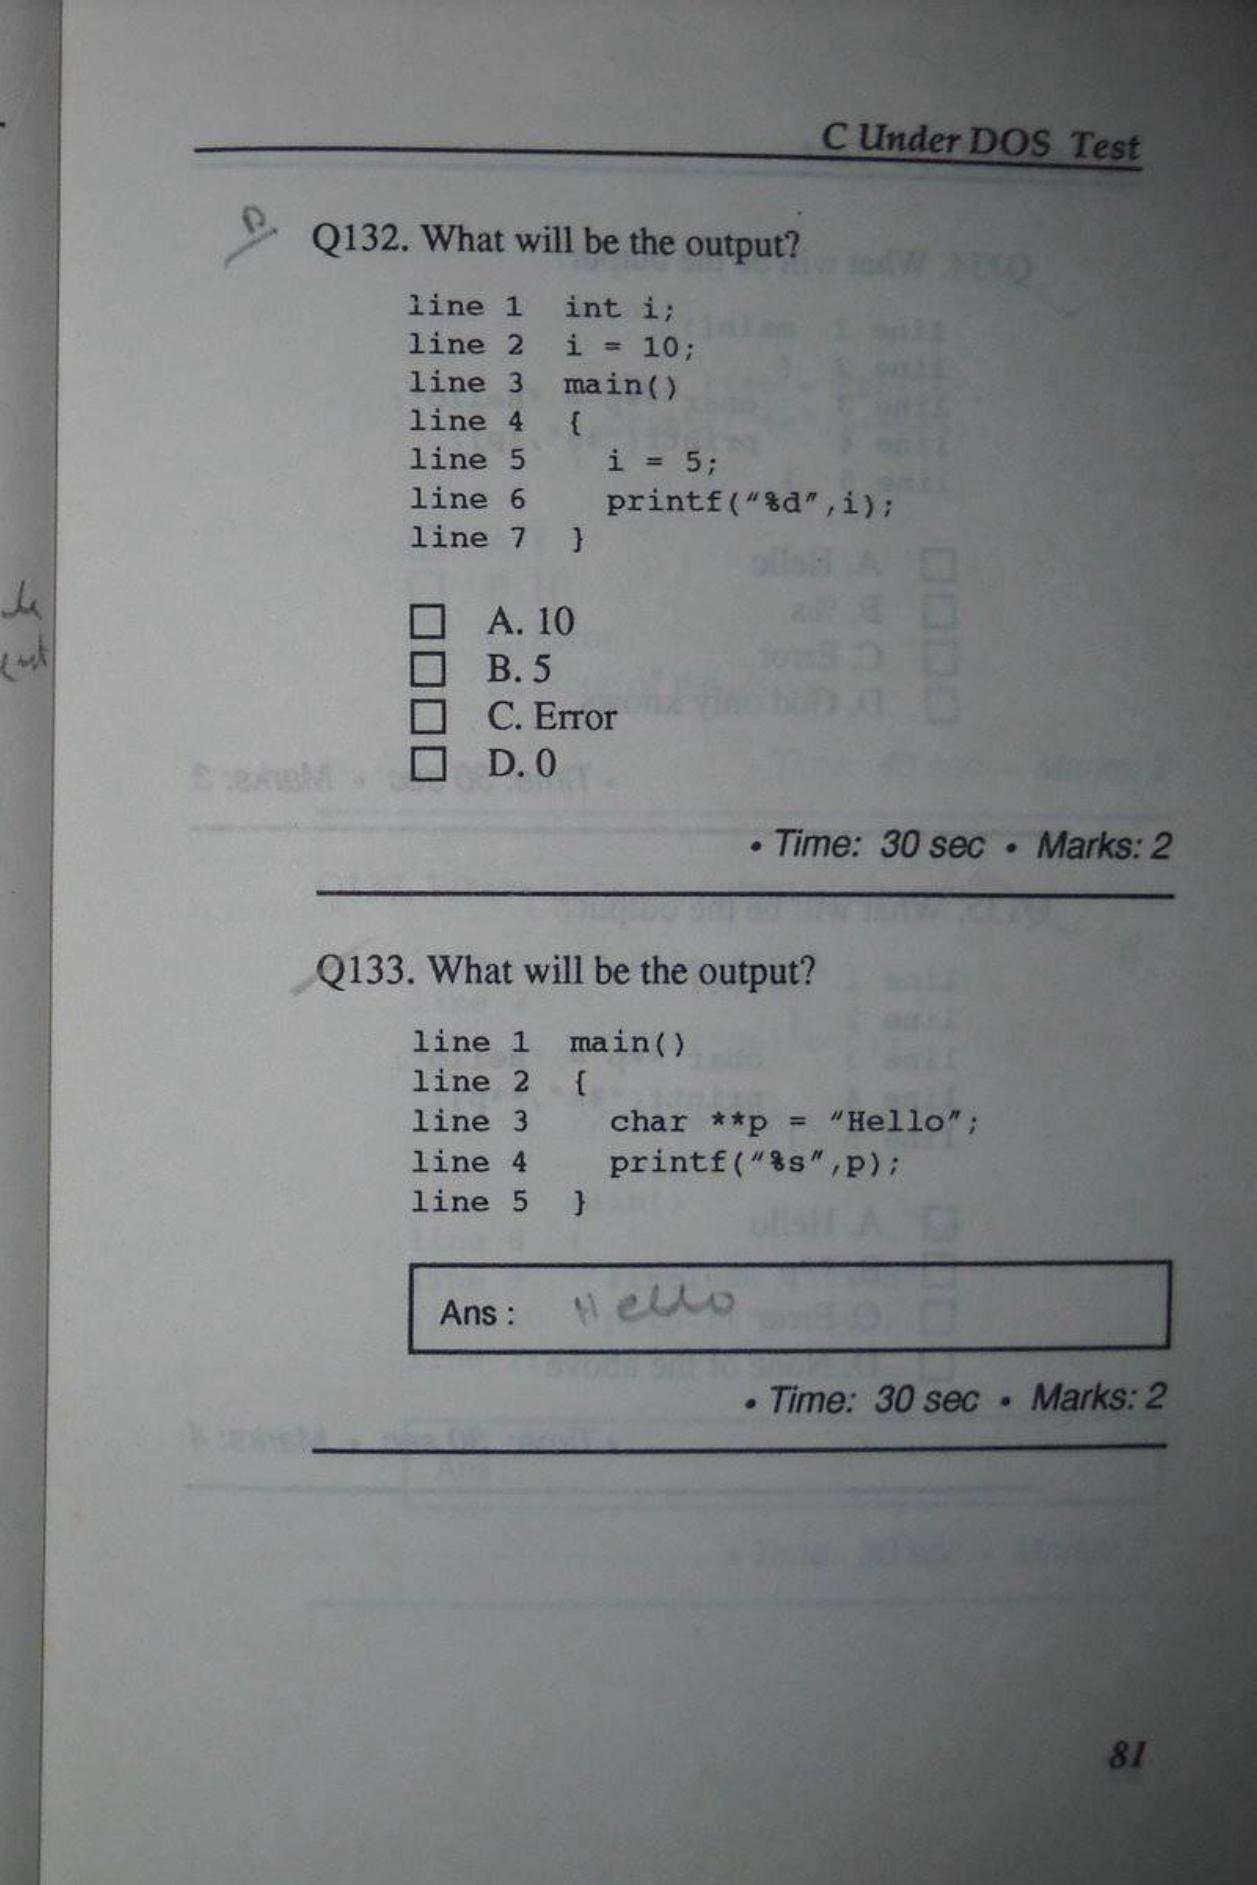 C Under DOS Test
Q132. What will be the output?
line 1 int i;
line 2 i = 10;
line 3 main()
line 4 {
line 5 i = 5;
line 6 printf("%d",i);
line 7 }
A. 10
B. 5
C. Error
D. 0
• Time: 30 sec • Marks: 2
Q133. What will be the output?
line 1 main()
line 2 {
line 3 char **p = "Hello";
line 4 printf("%s",p);
line 5 }
Ans : Hello
• Time: 30 sec • Marks: 2
81